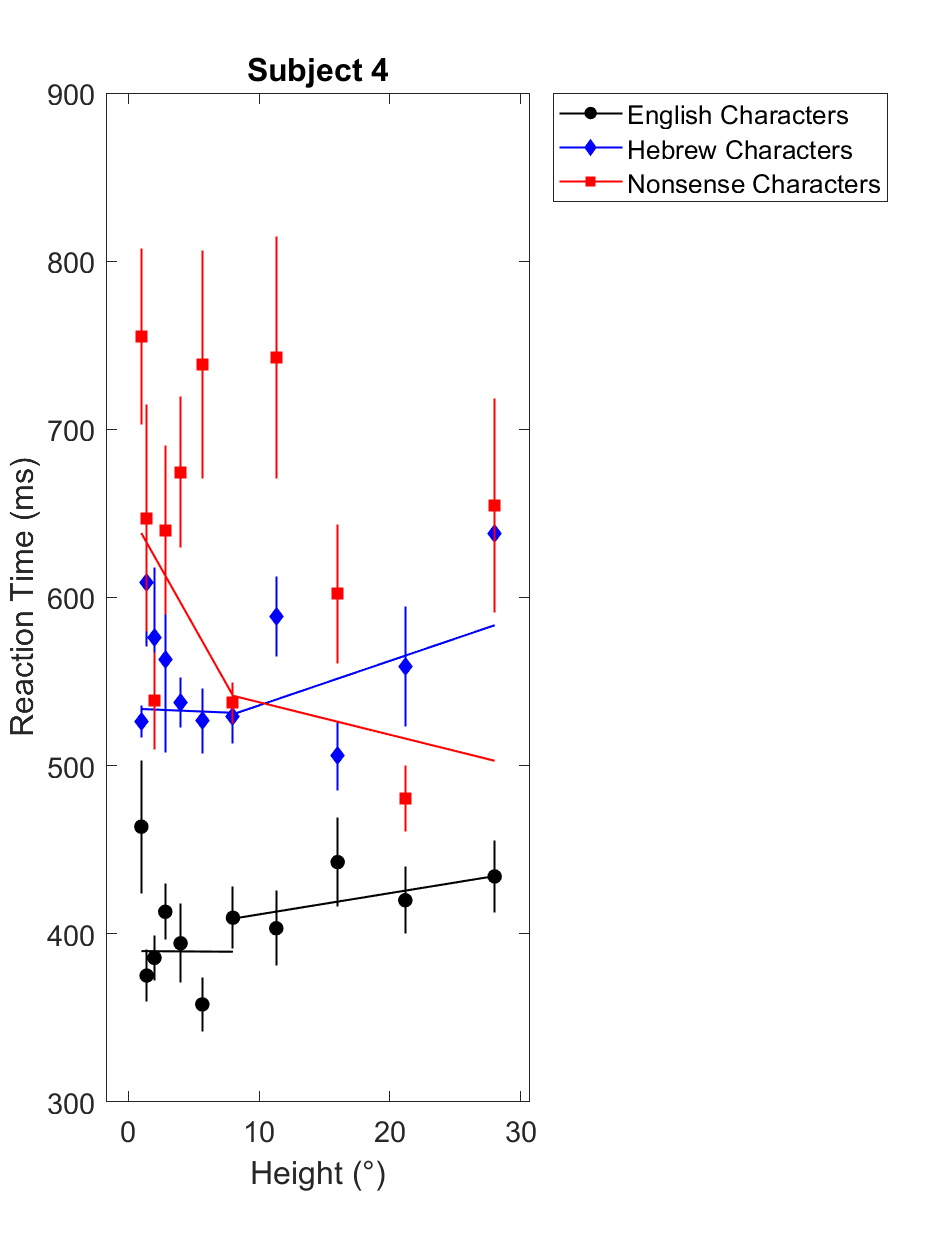 Subject 4
900
800
700
600
500
400
300
Reaction Time (ms)
0 10 20 30
Height (°)
English Characters
Hebrew Characters
Nonsense Characters